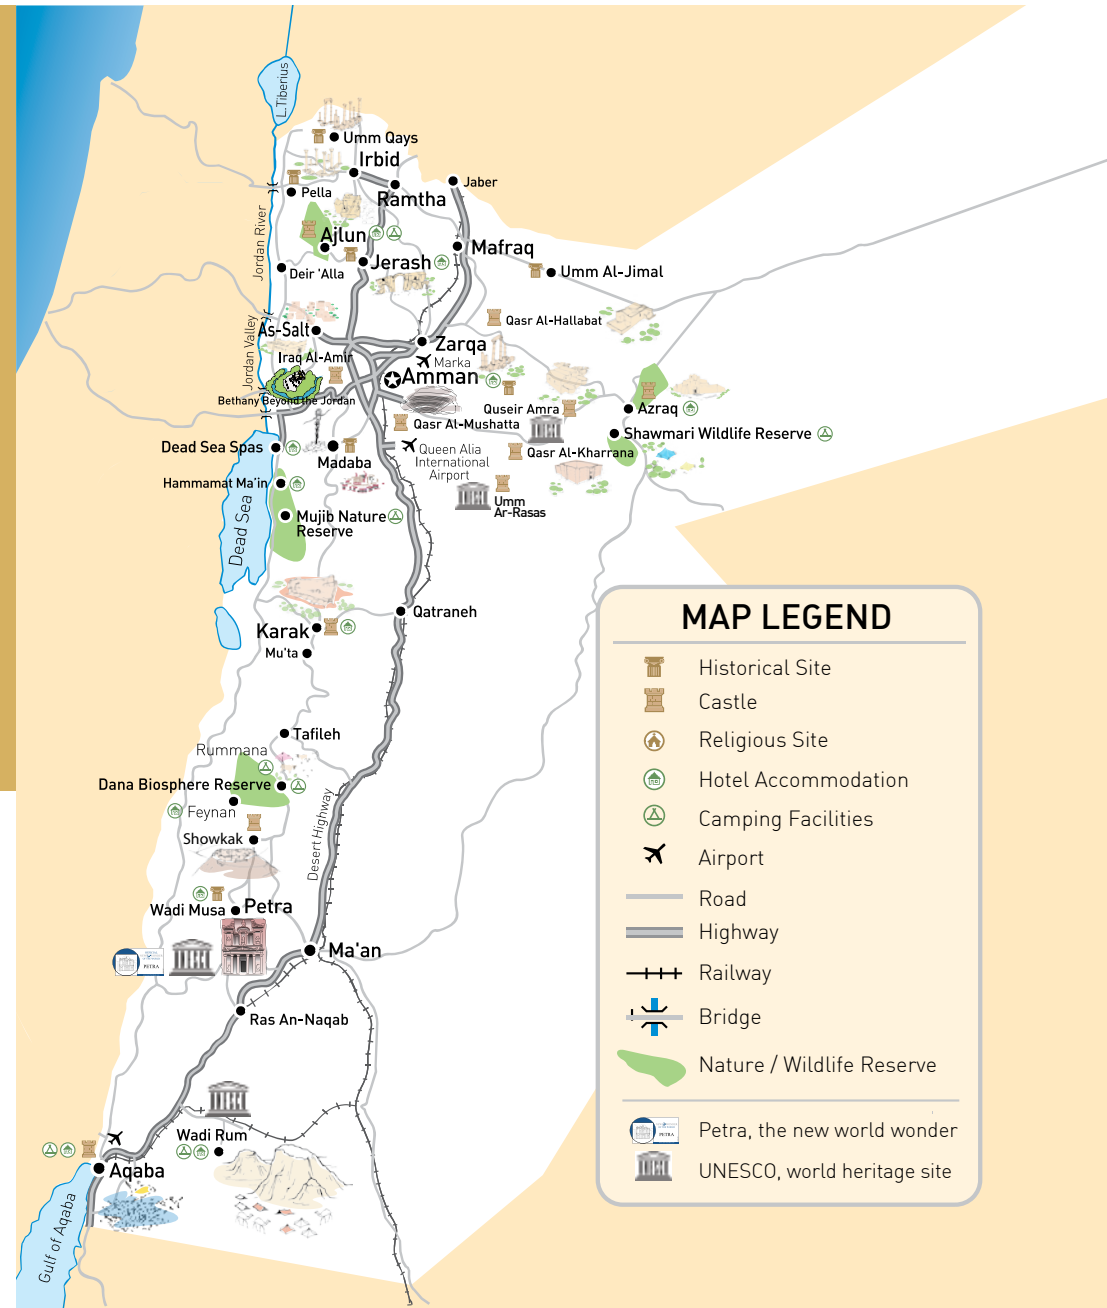 L.Tiberius
Umm Qays
Irbid
Jaber
Pella
Ramtha
Jordan River
Ajlun
Mafraq
Jerash
Deir 'Alla
Umm Al-Jimal
Qasr Al-Hallabat
As-Salt
Jordan Valley
Zarqa
Iraq Al-Amir
Marka
Amman
Bethany Beyond the Jordan
Quseir Amra
Azraq
Qasr Al-Mushatta
Shawmari Wildlife Reserve
Dead Sea Spas
Queen Alia
International
Airport
Qasr Al-Kharrana
Madaba
Hammamat Ma'in
Umm
Ar-Rasas
Mujib Nature
Reserve
Dead Sea
Qatraneh
Karak
Mu'ta
Tafileh
Rummana
Dana Biosphere Reserve
Feynan
Desert Highway
Showkak
Wadi Musa
Petra
PETRA
Ma'an
Ras An-Naqab
Wadi Rum
Aqaba
Gulf of Aqaba
MAP LEGEND
Historical Site
Castle
Religious Site
Hotel Accommodation
Camping Facilities
Airport
Road
Highway
Railway
Bridge
Nature / Wildlife Reserve
PETRA
Petra, the new world wonder
UNESCO, world heritage site